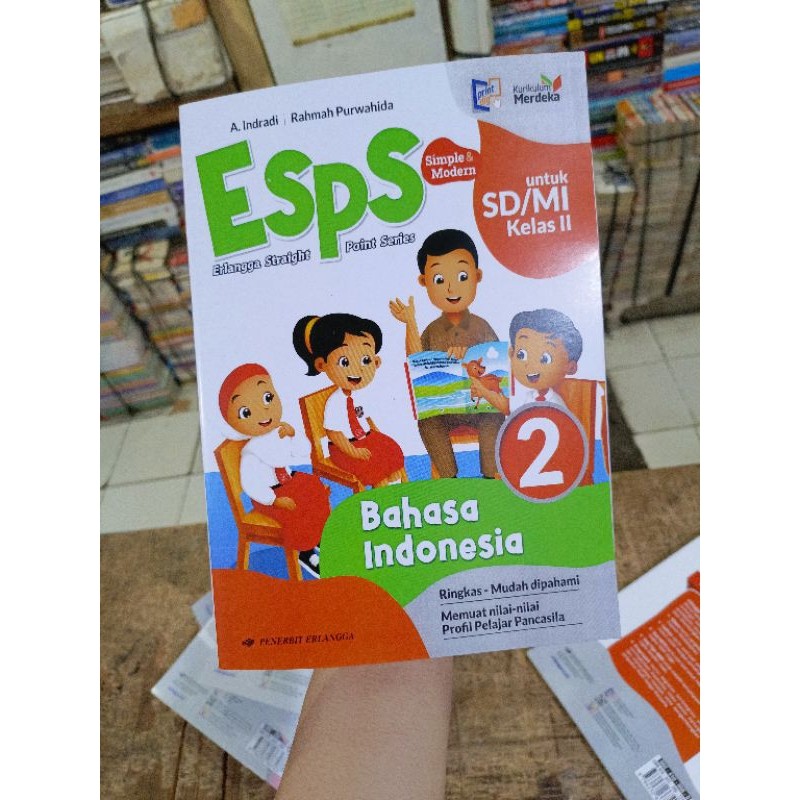 A. Indradi | Rahmah Purwahida
print
Kurikulum
Merdeka
ESPS
Simple &
Modern
Erlangga Straight Point Series
untuk
SD/MI
Kelas II
2
Bahasa
Indonesia
Ringkas - Mudah dipahami
Memuat nilai-nilai
Profil Pelajar Pancasila
PENERBIT ERLANGGA